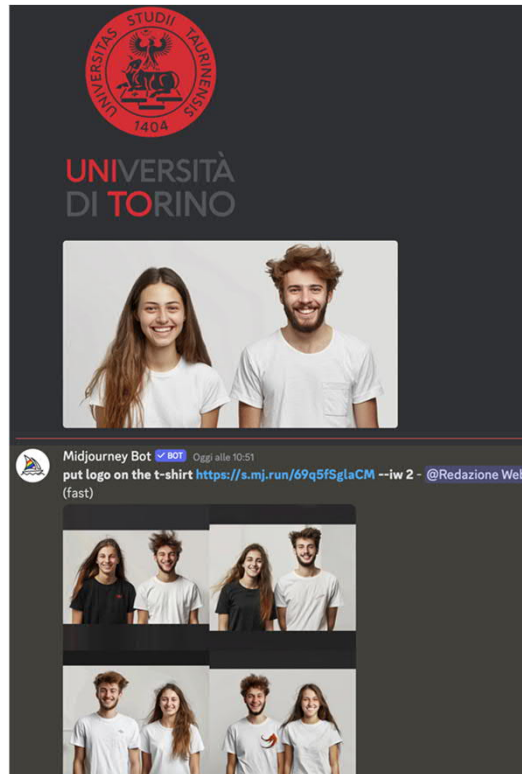 UNIVERSITAS STUDII TAURINENSIS
1404
UNIVERSITÀ
DI TORINO
Midjourney Bot ✓ BOT Oggi alle 10:51
put logo on the t-shirt https://s.mj.run/69q5fSglaCM --iw 2 - @Redazione Web
(fast)